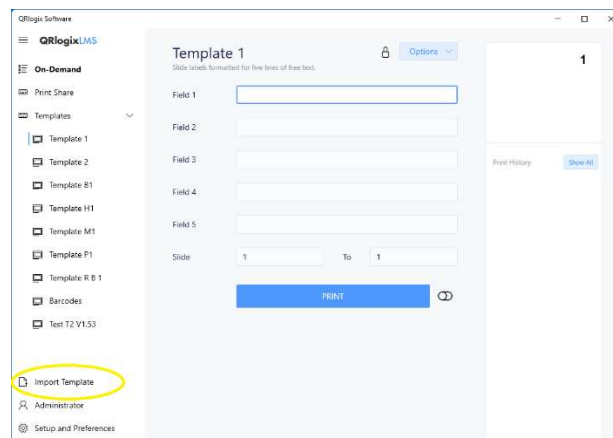 QRlogix Software
QRlogixLMS
On-Demand
Print Share
Templates
Template 1
Template 2
Template B1
Template H1
Template M1
Template P1
Template R B 1
Barcodes
Test T2 V1.53
Import Template
Administrator
Setup and Preferences
Template 1
Options
Slide labels formatted for five lines of free text.
Field 1
Field 2
Field 3
Field 4
Field 5
Slide 1 To 1
PRINT
1
Print History Show All